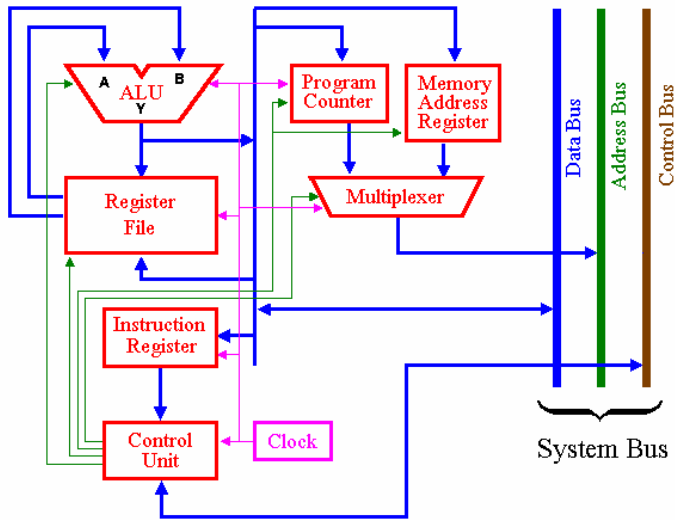 A
B
ALU
Y
Program
Counter
Memory
Address
Register
Register
File
Multiplexer
Instruction
Register
Control
Unit
Clock
Data Bus
Address Bus
Control Bus
System Bus